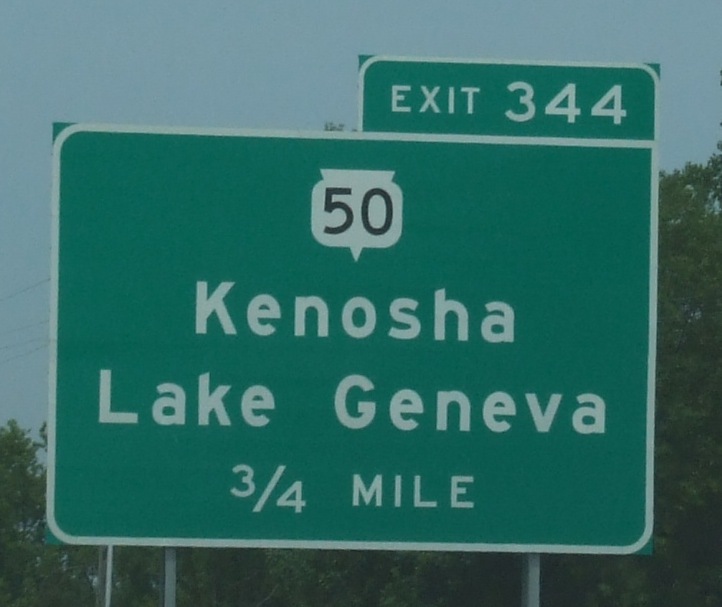 EXIT 344
50
Kenosha
Lake Geneva
3/4 MILE